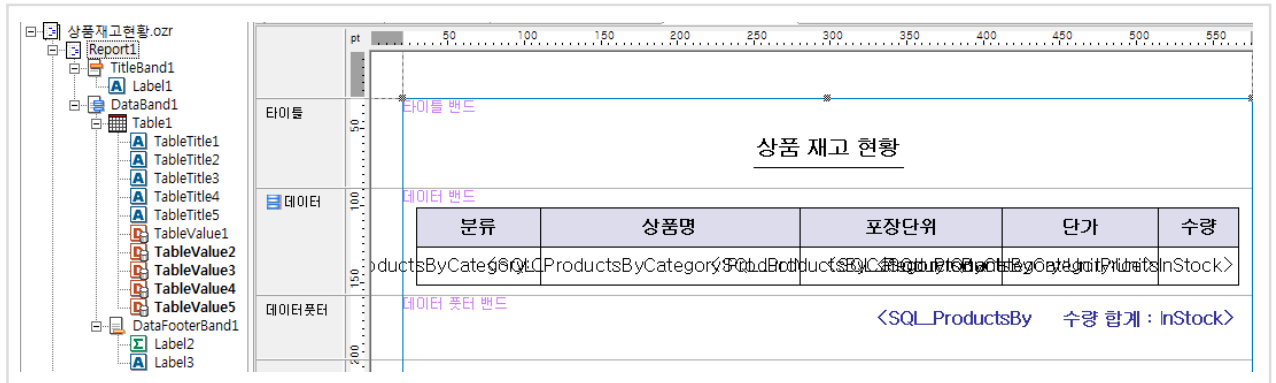 상품재고현황.ozr
Report1
TitleBand1
Label1
DataBand1
Table1
TableTitle1
TableTitle2
TableTitle3
TableTitle4
TableTitle5
TableValue1
TableValue2
TableValue3
TableValue4
TableValue5
DataFooterBand1
Label2
Label3
pt 50 100 150 200 250 300 350 400 450 500 550
타이틀
50
타이틀 밴드
상품 재고 현황
데이터
100
데이터 밴드
분류 상품명 포장단위 단가 수량
150
InStock>
데이터풋터
데이터 풋터 밴드
<SQL_ProductsBy 수량 합계 : InStock>
200